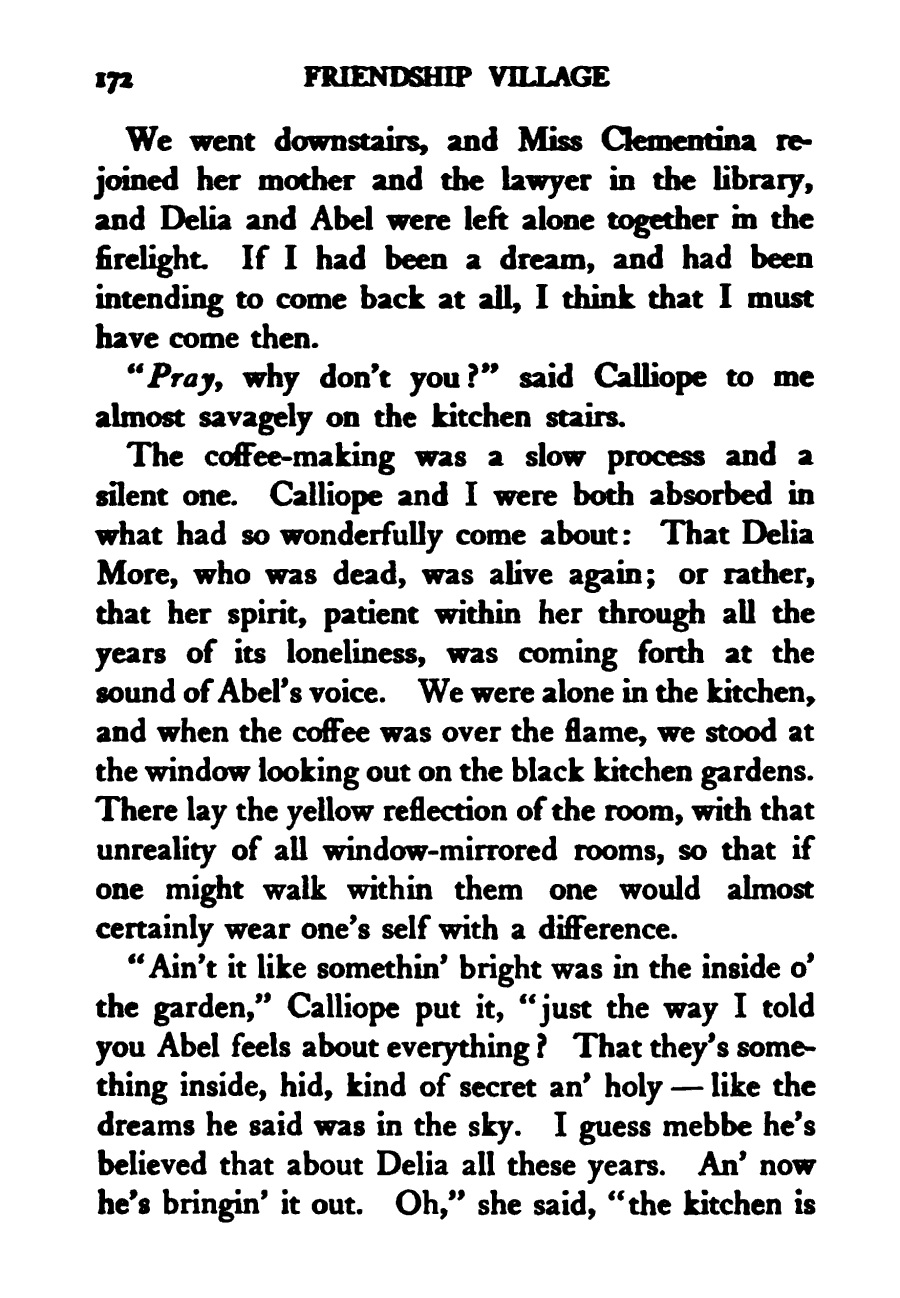 172 FRIENDSHIP VILLAGE
We went downstairs, and Miss Clementina re-
joined her mother and the lawyer in the library,
and Delia and Abel were left alone together in the
firelight. If I had been a dream, and had been
intending to come back at all, I think that I must
have come then.
“Pray, why don’t you?” said Calliope to me
almost savagely on the kitchen stairs.
The coffee-making was a slow process and a
silent one. Calliope and I were both absorbed in
what had so wonderfully come about: That Delia
More, who was dead, was alive again; or rather,
that her spirit, patient within her through all the
years of its loneliness, was coming forth at the
sound of Abel’s voice. We were alone in the kitchen,
and when the coffee was over the flame, we stood at
the window looking out on the black kitchen gardens.
There lay the yellow reflection of the room, with that
unreality of all window-mirrored rooms, so that if
one might walk within them one would almost
certainly wear one’s self with a difference.
“Ain’t it like somethin’ bright was in the inside o’
the garden,” Calliope put it, “just the way I told
you Abel feels about everything? That they’s some-
thing inside, hid, kind of secret an’ holy — like the
dreams he said was in the sky. I guess mebbe he’s
believed that about Delia all these years. An’ now
he’s bringin’ it out. Oh,” she said, “the kitchen is